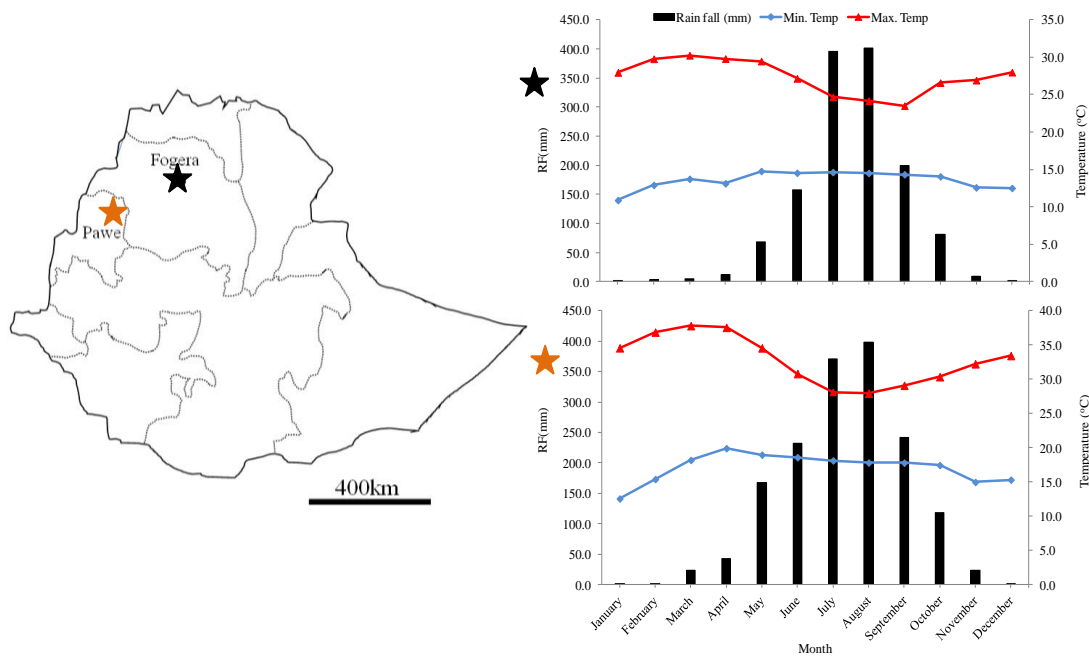 Fogera
Pawe
400km
Rain fall (mm) Min. Temp Max. Temp
450.0
400.0
350.0
300.0
250.0
200.0
150.0
100.0
50.0
0.0
RF(mm)
35.0
30.0
25.0
20.0
15.0
10.0
5.0
0.0
Temperature (°C)
450.0
400.0
350.0
300.0
250.0
200.0
150.0
100.0
50.0
0.0
RF(mm)
40.0
35.0
30.0
25.0
20.0
15.0
10.0
5.0
0.0
Temperature (°C)
January
February
March
April
May
June
July
August
September
October
November
December
Month